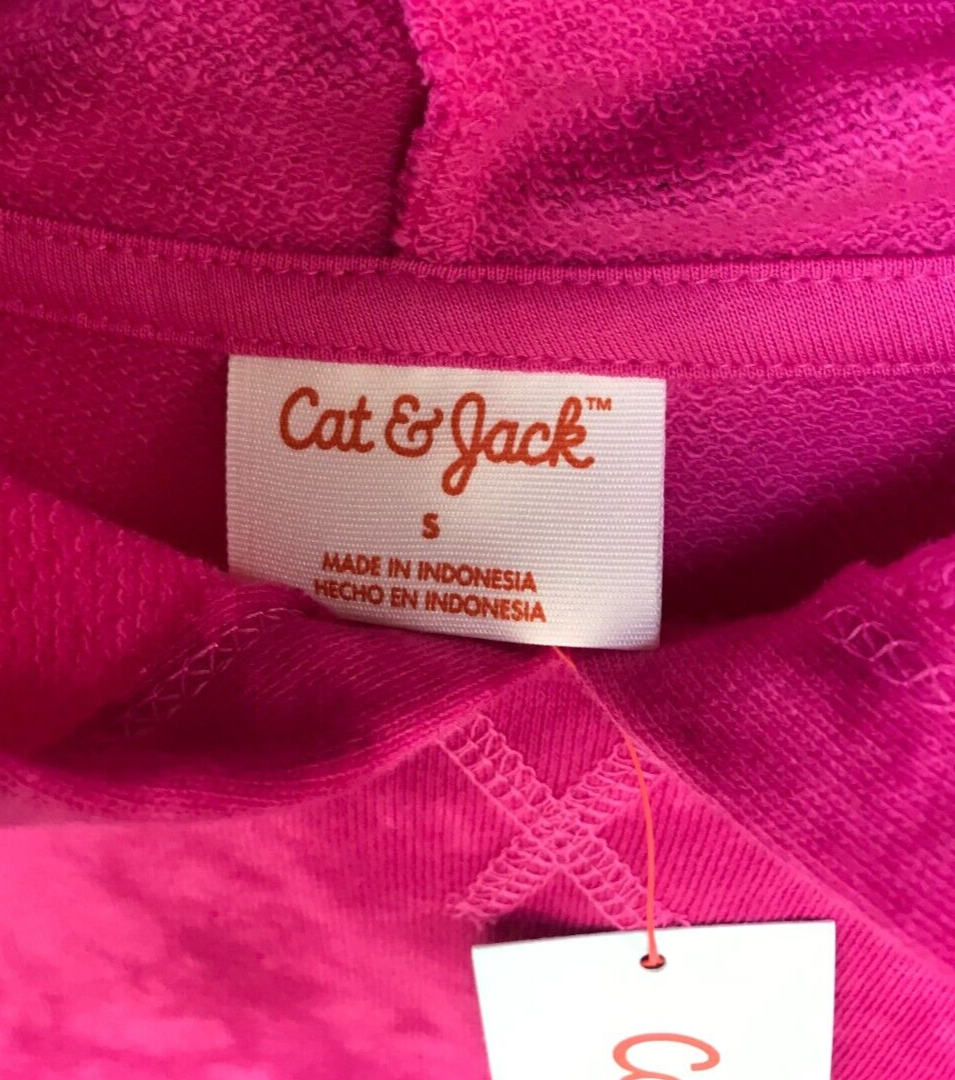 Cat & Jack™
S
MADE IN INDONESIA
HECHO EN INDONESIA